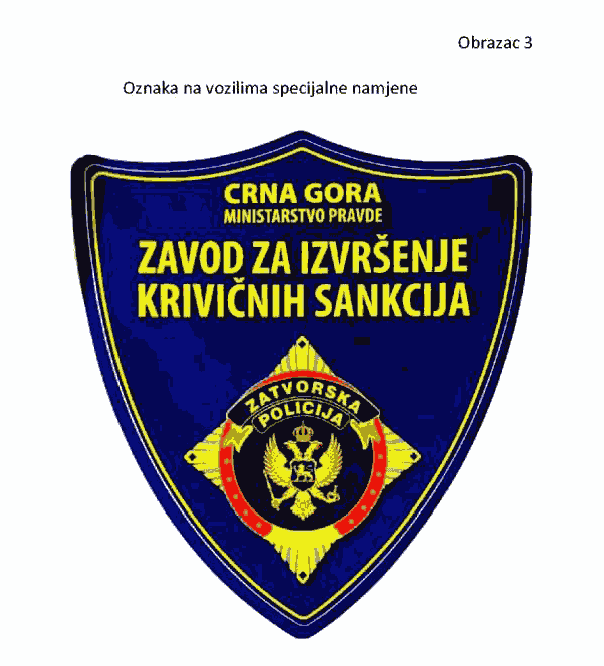 Obrazac 3
Oznaka na vozilima specijalne namjene
CRNA GORA
MINISTARSTVO PRAVDE
ZAVOD ZA IZVRŠENJE
KRIVIČNIH SANKCIJA
ZATVORSKA
POLICIJA